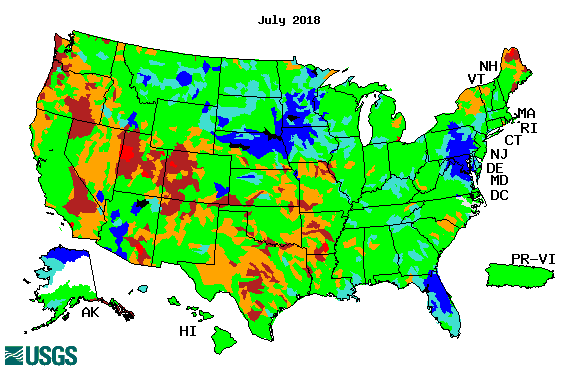 July 2018
NH
VT
MA
RI
CT
NJ
DE
MD
DC
PR-VI
AK
HI
USGS